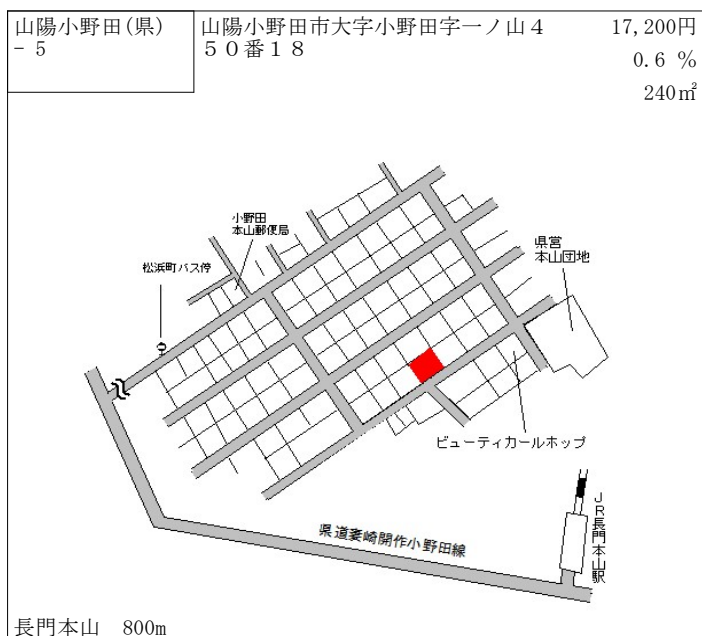 山陽小野田(県)
- 5
山陽小野田市大字小野田字一ノ山４
５０番１８
17,200円
0.6 %
240㎡
小野田
本山郵便局
松浜町バス停
県営
本山団地
ビューティカールホップ
県道妻崎開作小野田線
ＪＲ長門本山駅
長門本山　800m